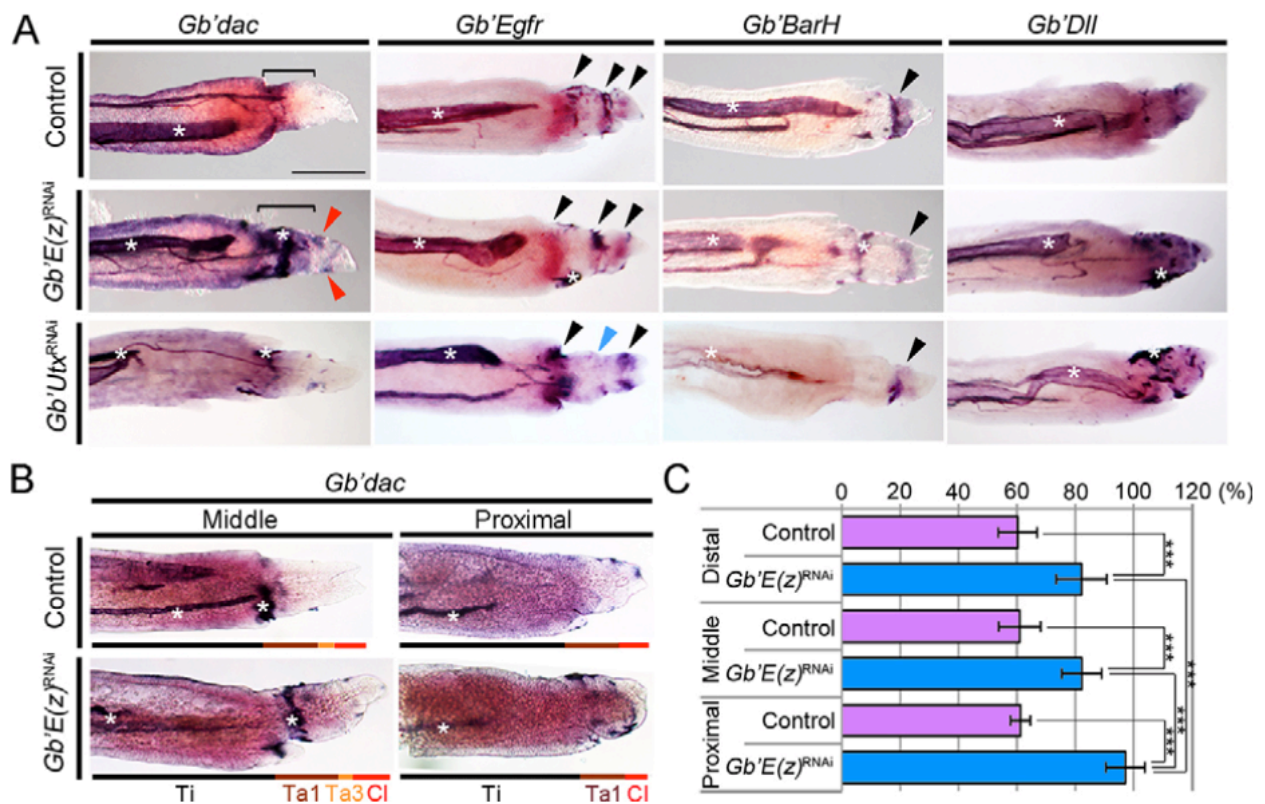 A
Gb'dac Gb'Egfr Gb'BarH Gb'Dll
Control
Gb'E(z)RNAi
Gb'UtxRNAi
B
Gb'dac
Middle Proximal
Control
Gb'E(z)RNAi
Ti Ta1 Ta3 Cl Ti Ta1 Cl
C
0 20 40 60 80 100 120 (%)
Distal
Control
Gb'E(z)RNAi
Middle
Control
Gb'E(z)RNAi
Proximal
Control
Gb'E(z)RNAi
***
***
***
***
***